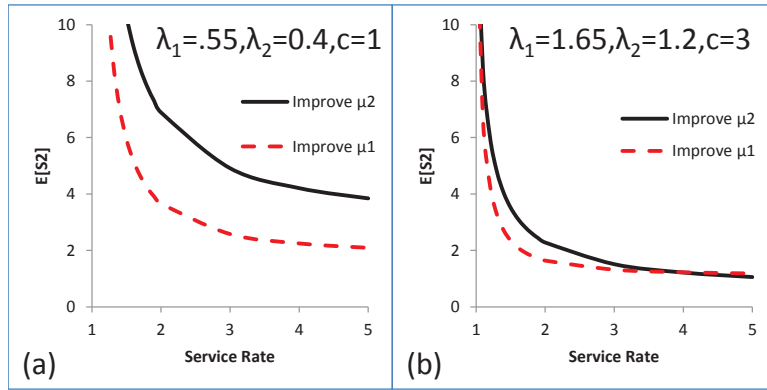 λ1=.55,λ2=0.4,c=1
10
8
6
4
2
0
E[S2]
Improve μ2
Improve μ1
1 2 3 4 5
Service Rate
(a)
λ1=1.65,λ2=1.2,c=3
10
8
6
4
2
0
E[S2]
Improve μ2
Improve μ1
1 2 3 4 5
Service Rate
(b)